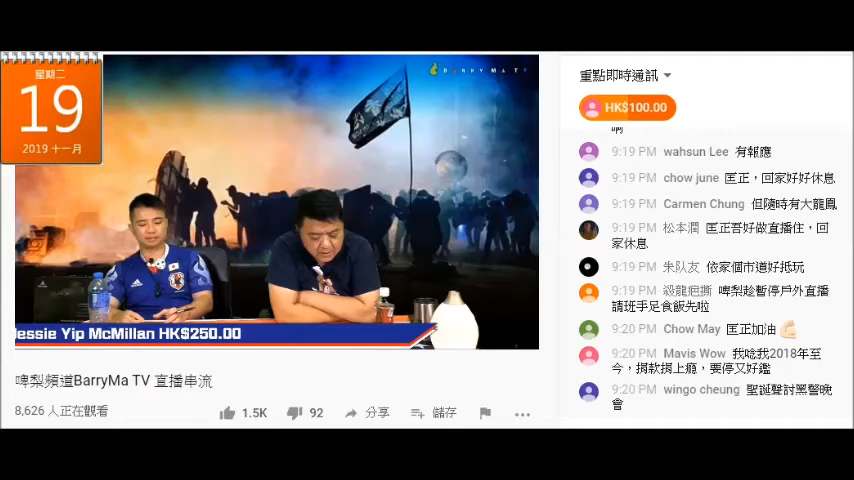 星期二
19
2019 十一月
BARRYMA TV
Jessie Yip McMillan HK$250.00
啤梨頻道BarryMa TV 直播串流
8,626 人正在觀看
1.5K
92
分享
儲存
重點即時通訊
HK$100.00
9:19 PM wahsun Lee 有報應
9:19 PM chow june 匡正，回家好好休息
9:19 PM Carmen Chung 但隨時有大龍鳳
9:19 PM 松本潤 匡正吾好做直播住，回
家休息
9:19 PM 朱队友 依家個市道好抵玩
9:19 PM 殺龍疤撕 啤梨趁暫停戶外直播
請班手足食飯先啦
9:20 PM Chow May 匡正加油
9:20 PM Mavis Wow 我唸我2018年至
今，捐款捐上癮，要停又好鑑
9:20 PM wingo cheung 聖誕聲討黑警晚
會